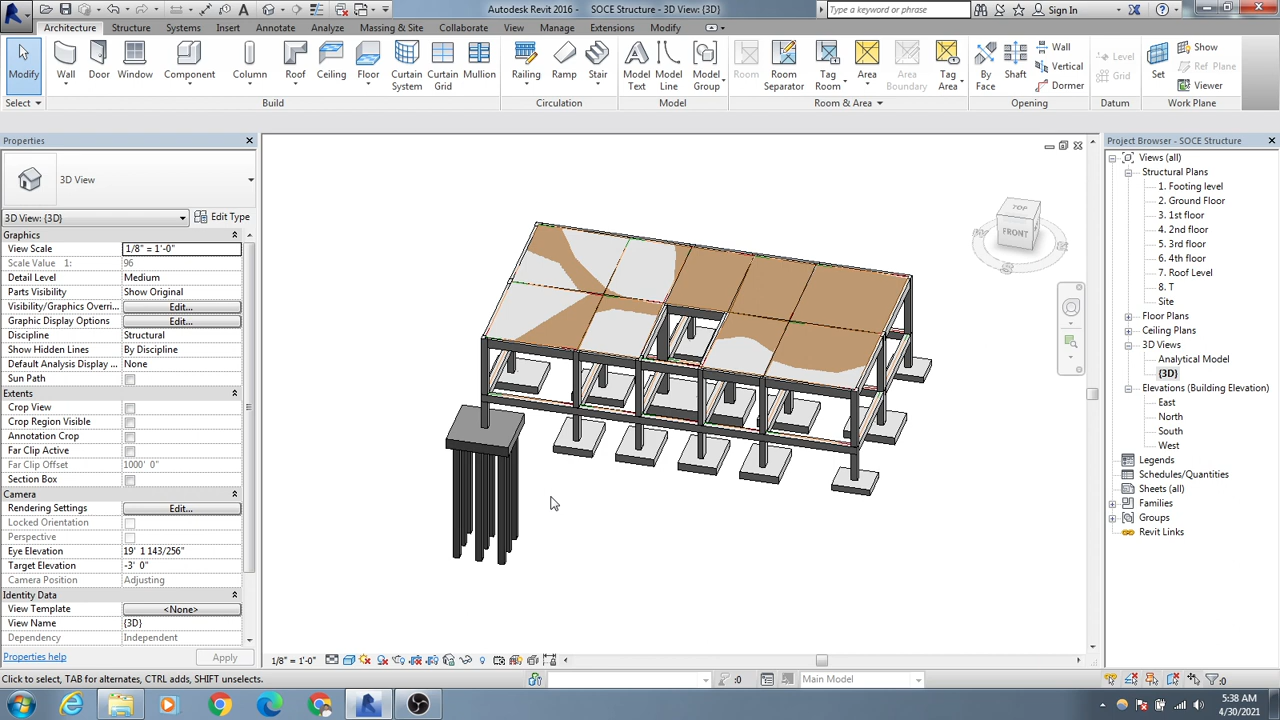 Autodesk Revit 2016 - SOCE Structure - 3D View: {3D}
Type a keyword or phrase
Sign In
Architecture Structure Systems Insert Annotate Analyze Massing & Site Collaborate View Manage Extensions Modify
Modify
Wall
Door
Window
Component
Column
Roof
Ceiling
Floor
Curtain System
Curtain Grid
Mullion
Railing
Ramp
Stair
Model Text
Model Line
Model Group
Room
Room Separator
Tag Room
Area
Area Boundary
Tag Area
By Face
Shaft
Wall
Vertical
Dormer
Level
Grid
Set
Show
Ref Plane
Viewer
Select
Build
Circulation
Model
Room & Area
Opening
Datum
Work Plane
Properties
3D View
3D View: {3D}
Edit Type
Graphics
View Scale 1/8" = 1'-0"
Scale Value 1: 96
Detail Level Medium
Parts Visibility Show Original
Visibility/Graphics Overri... Edit...
Graphic Display Options Edit...
Discipline Structural
Show Hidden Lines By Discipline
Default Analysis Display ... None
Sun Path
Extents
Crop View
Crop Region Visible
Annotation Crop
Far Clip Active
Far Clip Offset 1000' 0"
Section Box
Camera
Rendering Settings Edit...
Locked Orientation
Perspective
Eye Elevation 19' 1 143/256"
Target Elevation -3' 0"
Camera Position Adjusting
Identity Data
View Template <None>
View Name {3D}
Dependency Independent
Properties help
Apply
TOP
FRONT
Project Browser - SOCE Structure
Views (all)
Structural Plans
1. Footing level
2. Ground Floor
3. 1st floor
4. 2nd floor
5. 3rd floor
6. 4th floor
7. Roof Level
8. T
Site
Floor Plans
Ceiling Plans
3D Views
Analytical Model
{3D}
Elevations (Building Elevation)
East
North
South
West
Legends
Schedules/Quantities
Sheets (all)
Families
Groups
Revit Links
1/8" = 1'-0"
Click to select, TAB for alternates, CTRL adds, SHIFT unselects.
:0
Main Model
:0
5:38 AM
4/30/2021